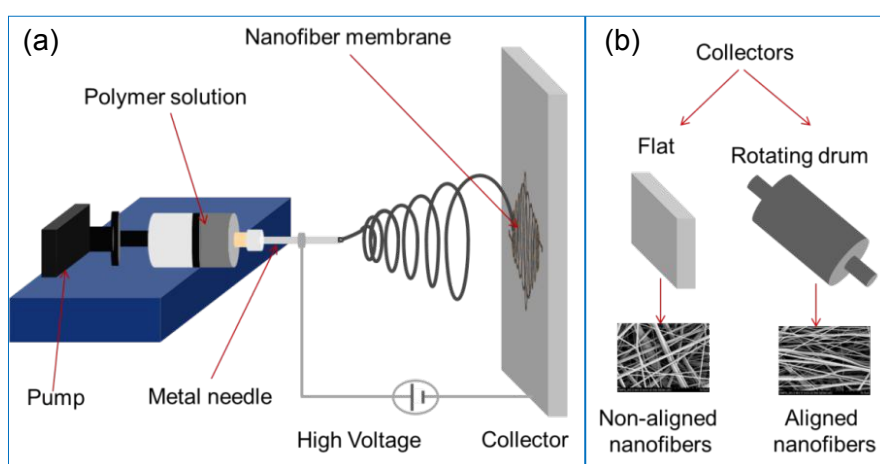 (a)
Nanofiber membrane
Polymer solution
Pump
Metal needle
High Voltage
Collector
(b)
Collectors
Flat
Rotating drum
Non-aligned
nanofibers
Aligned
nanofibers